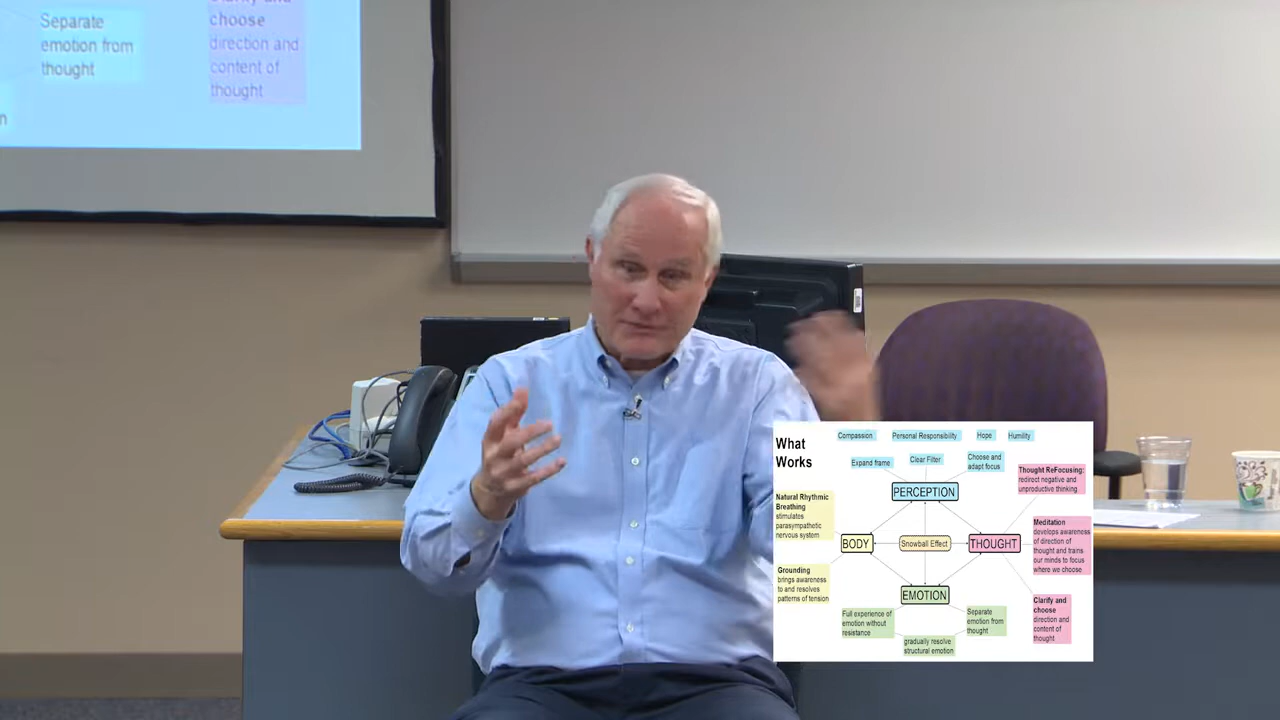 Separate
emotion from
thought
Clarify and
choose
direction and
content of
thought
n
What
Works
Compassion
Personal Responsibility
Hope
Humility
Expand frame
Clear Filter
Choose and
adapt focus
PERCEPTION
Thought ReFocusing:
redirect negative and
unproductive thinking
Natural Rhythmic
Breathing
stimulates
parasympathetic
nervous system
BODY
Snowball Effect
THOUGHT
Meditation
develops awareness
of direction of
thought and trains
our minds to focus
where we choose
Grounding
brings awareness
to and resolves
patterns of tension
EMOTION
Full experience of
emotion without
resistance
Separate
emotion from
thought
gradually resolve
structural emotion
Clarify and
choose
direction and
content of
thought